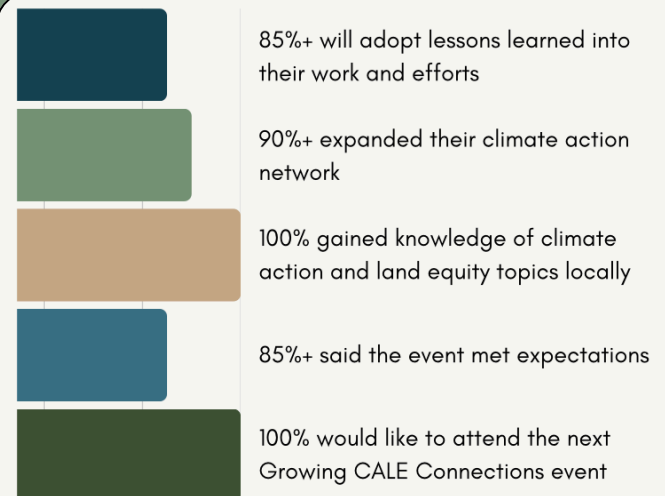 85%+ will adopt lessons learned into
their work and efforts
90%+ expanded their climate action
network
100% gained knowledge of climate
action and land equity topics locally
85%+ said the event met expectations
100% would like to attend the next
Growing CALE Connections event